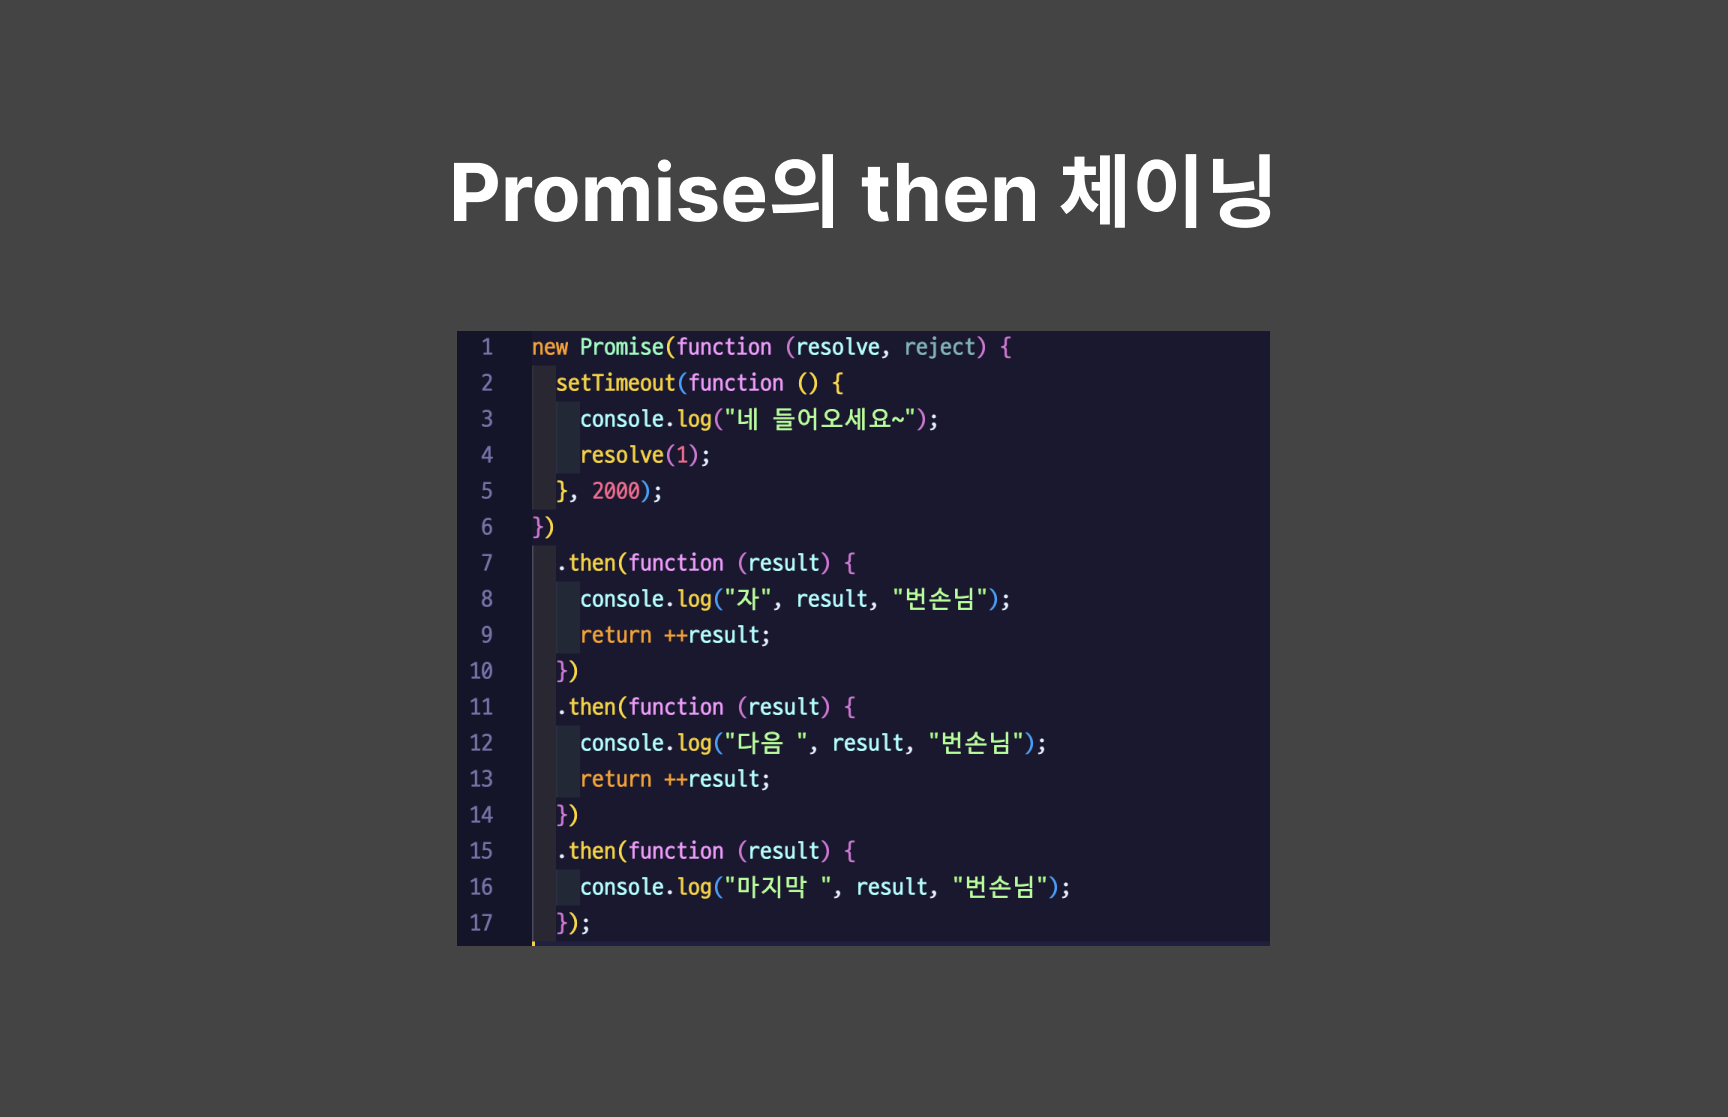 Promise의 then 체이닝
1 new Promise(function (resolve, reject) {
2 setTimeout(function () {
3 console.log("네 들어오세요~");
4 resolve(1);
5 }, 2000);
6 })
7 .then(function (result) {
8 console.log("자", result, "번손님");
9 return ++result;
10 })
11 .then(function (result) {
12 console.log("다음 ", result, "번손님");
13 return ++result;
14 })
15 .then(function (result) {
16 console.log("마지막 ", result, "번손님");
17 });